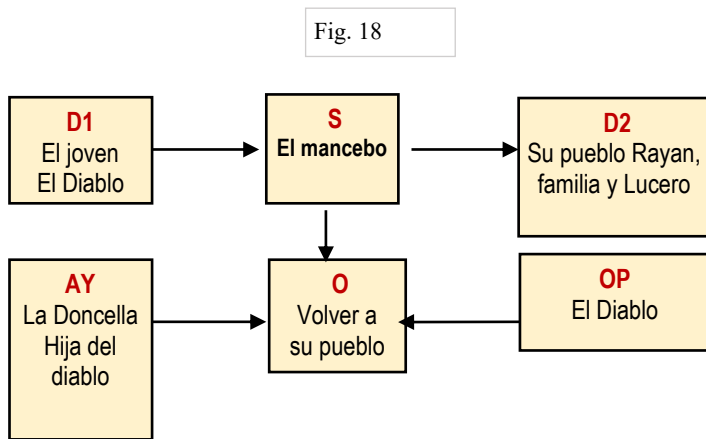 Fig. 18
D1
El joven
El Diablo
S
El mancebo
D2
Su pueblo Rayan,
familia y Lucero
AY
La Doncella
Hija del
diablo
O
Volver a
su pueblo
OP
El Diablo